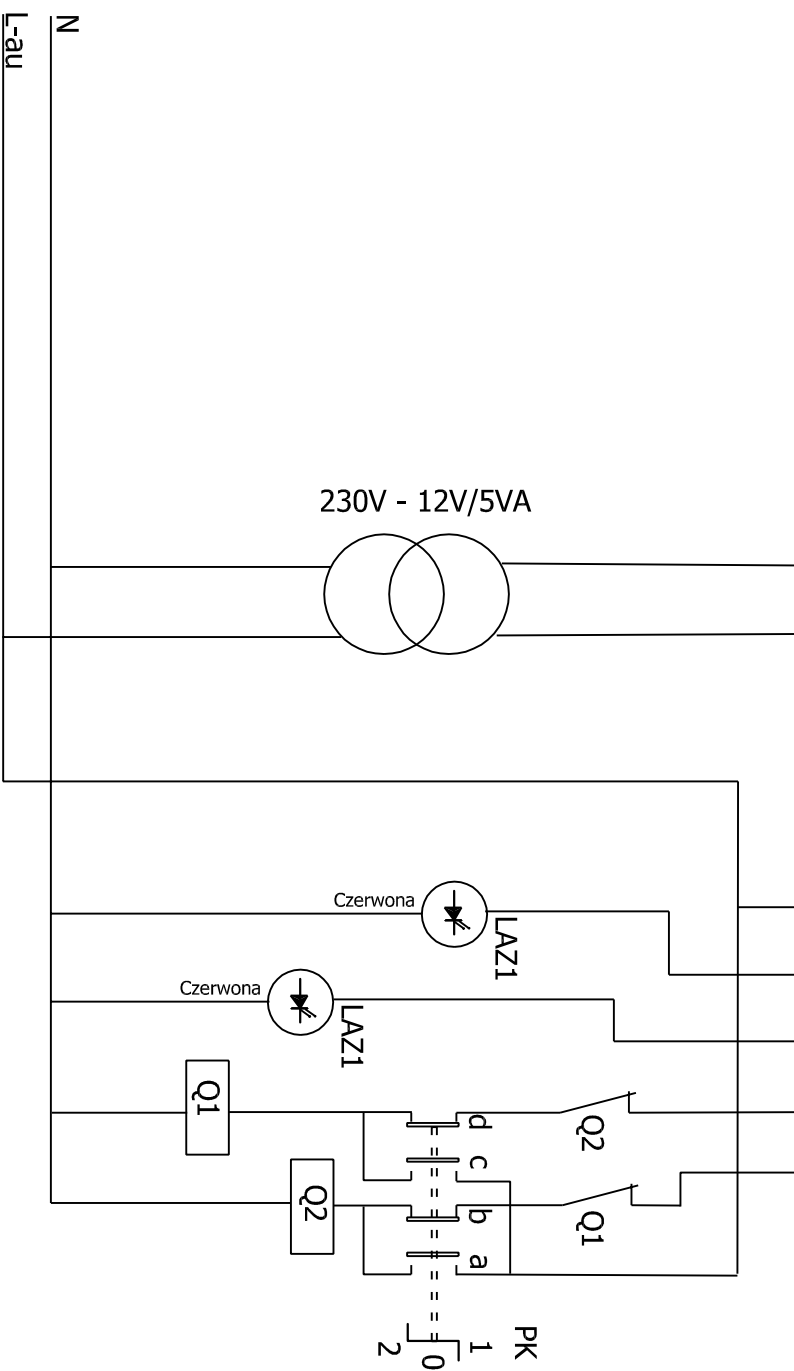 L-au
N
230V - 12V/5VA
Czerwona
LAZ1
Czerwona
LAZ1
Q1
d
Q2
c
Q2
b
Q1
a
PK
1
0
2